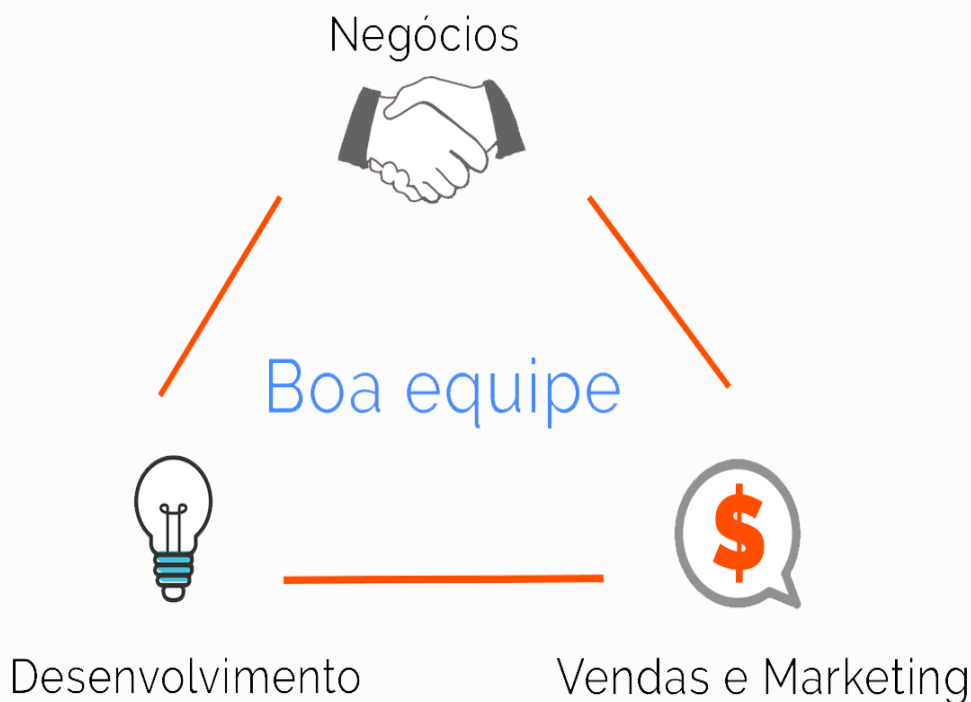 Negócios
Boa equipe
$
Desenvolvimento
Vendas e Marketing